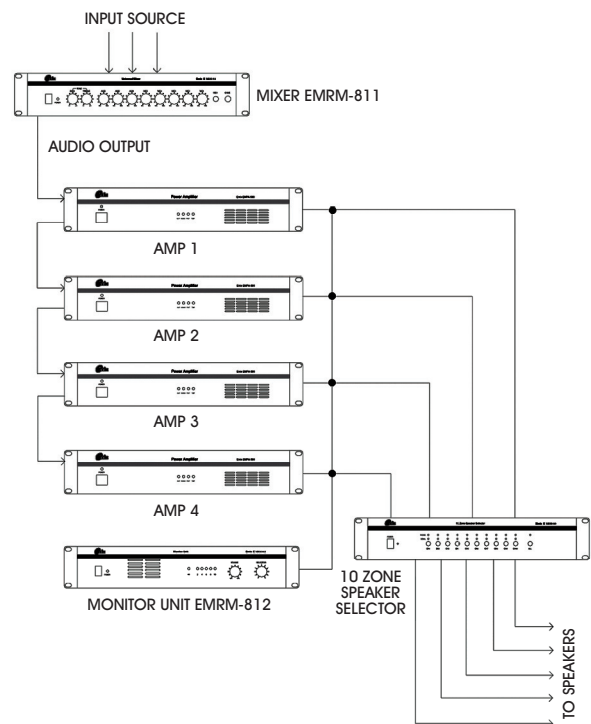 INPUT SOURCE
MIXER EMRM-811
AUDIO OUTPUT
Power Amplifier
AMP 1
Power Amplifier
AMP 2
Power Amplifier
AMP 3
Power Amplifier
AMP 4
MONITOR UNIT EMRM-812
10 ZONE
SPEAKER
SELECTOR
TO SPEAKERS